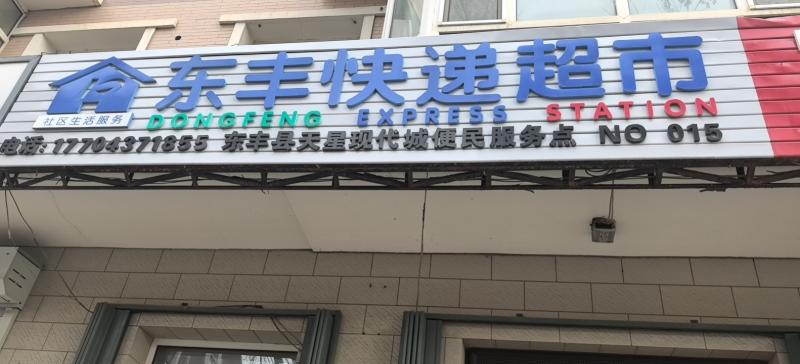 东丰快递超市
社区生活服务
DONGFENG EXPRESS STATION
电话: 17704371855 东丰县天星现代城便民服务点 NO 015